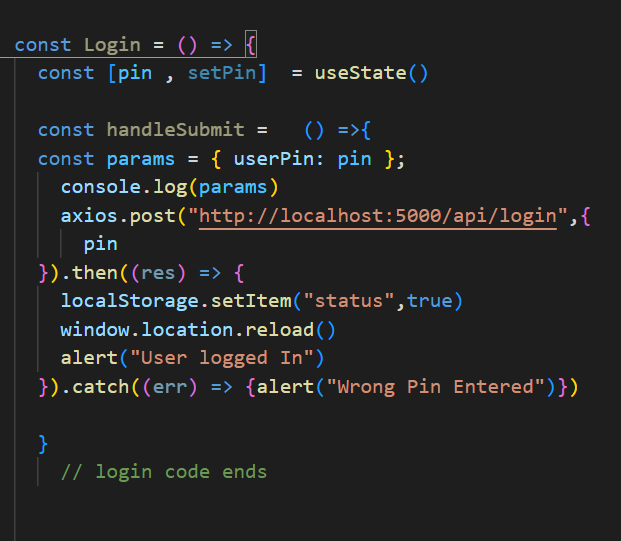 const Login = () => {
const [pin , setPin]  = useState()
const handleSubmit =   () =>{
const params = { userPin: pin };
console.log(params)
axios.post("http://localhost:5000/api/login",{
pin
}).then((res) => {
localStorage.setItem("status",true)
window.location.reload()
alert("User logged In")
}).catch((err) => {alert("Wrong Pin Entered")})
}
// login code ends